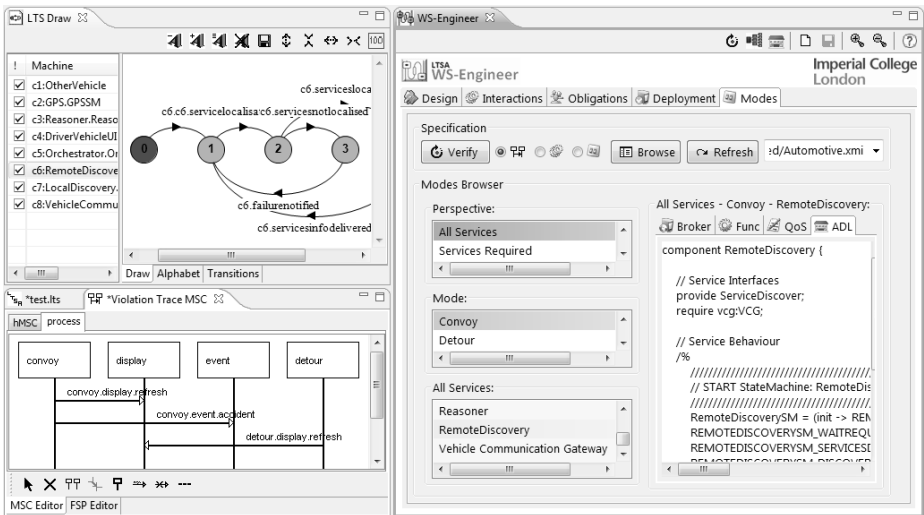 LTS Draw
! Machine
c1:OtherVehicle
c2:GPS.GPSSM
c3:Reasoner.Reaso
c4:DriverVehicleUI
c5:Orchestrator.Or
c6:RemoteDiscove
c7:LocalDiscovery.
c8:VehicleCommu
100
c6.servicesloca
c6.c6.servicelocalisa
c6.servicesnotlocalised
0 1 2 3
c6.failurenotified
c6.servicesinfodelivered
Draw Alphabet Transitions
*test.lts *Violation Trace MSC
hMSC process
convoy display event detour
convoy.display.refresh
convoy.event.accident
detour.display.refresh
MSC Editor FSP Editor
WS-Engineer
LTSA
WS-Engineer
Imperial College
London
Design Interactions Obligations Deployment Modes
Specification
Verify Browse Refresh :d/Automotive.xmi
Modes Browser
Perspective:
All Services
Services Required
Mode:
Convoy
Detour
All Services:
Reasoner
RemoteDiscovery
Vehicle Communication Gateway
All Services - Convoy - RemoteDiscovery:
Broker Func QoS ADL
component RemoteDiscovery {
// Service Interfaces
provide ServiceDiscover;
require vcg:VCG;
// Service Behaviour
/%
// START StateMachine: RemoteDis
RemoteDiscoverySM = (init -> REM
REMOTEDISCOVERYSM_WAITREQU
REMOTEDISCOVERYSM_SERVICESD